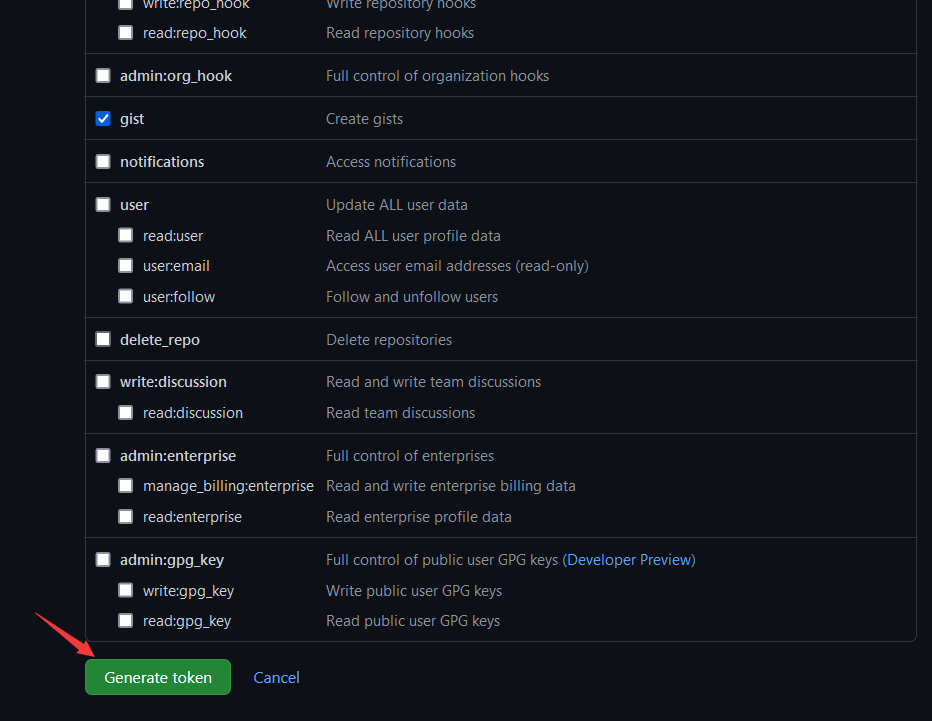 write:repo_hook Write repository hooks
read:repo_hook Read repository hooks
admin:org_hook Full control of organization hooks
gist Create gists
notifications Access notifications
user Update ALL user data
read:user Read ALL user profile data
user:email Access user email addresses (read-only)
user:follow Follow and unfollow users
delete_repo Delete repositories
write:discussion Read and write team discussions
read:discussion Read team discussions
admin:enterprise Full control of enterprises
manage_billing:enterprise Read and write enterprise billing data
read:enterprise Read enterprise profile data
admin:gpg_key Full control of public user GPG keys (Developer Preview)
write:gpg_key Write public user GPG keys
read:gpg_key Read public user GPG keys
Generate token Cancel